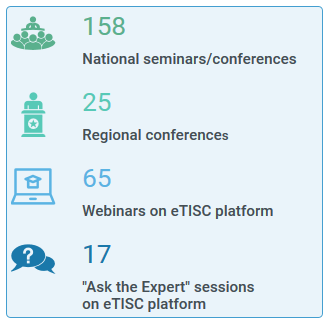 158
National seminars/conferences
25
Regional conferences
65
Webinars on eTISC platform
17
"Ask the Expert" sessions
on eTISC platform